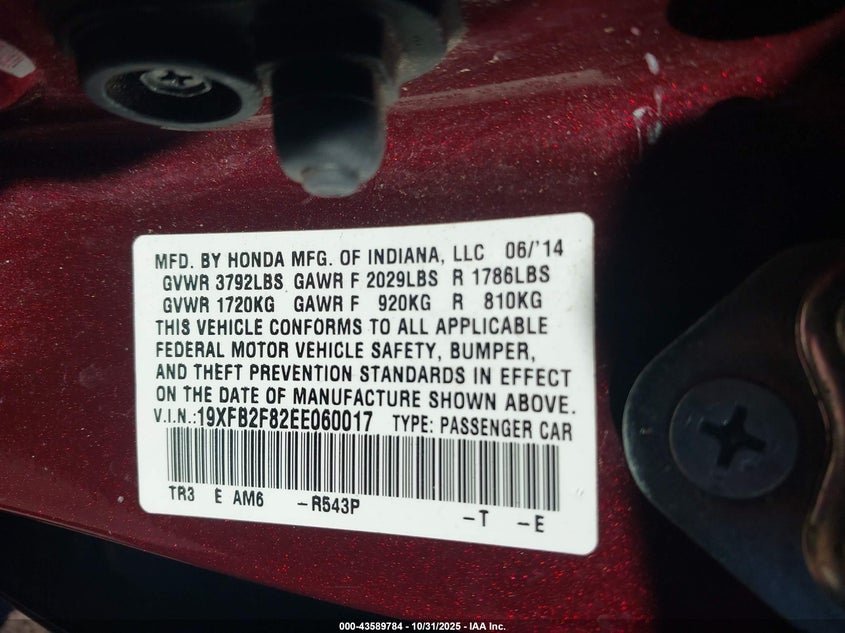 MFD. BY HONDA MFG. OF INDIANA, LLC 06/'14
GVWR 3792LBS GAWR F 2029LBS R 1786LBS
GVWR 1720KG GAWR F 920KG R 810KG
THIS VEHICLE CONFORMS TO ALL APPLICABLE
FEDERAL MOTOR VEHICLE SAFETY, BUMPER,
AND THEFT PREVENTION STANDARDS IN EFFECT
ON THE DATE OF MANUFACTURE SHOWN ABOVE.
V.I.N.:19XFB2F82EE060017 TYPE: PASSENGER CAR
TR3 E AM6 -R543P -T -E
000-43589784 - 10/31/2025 - IAA Inc.